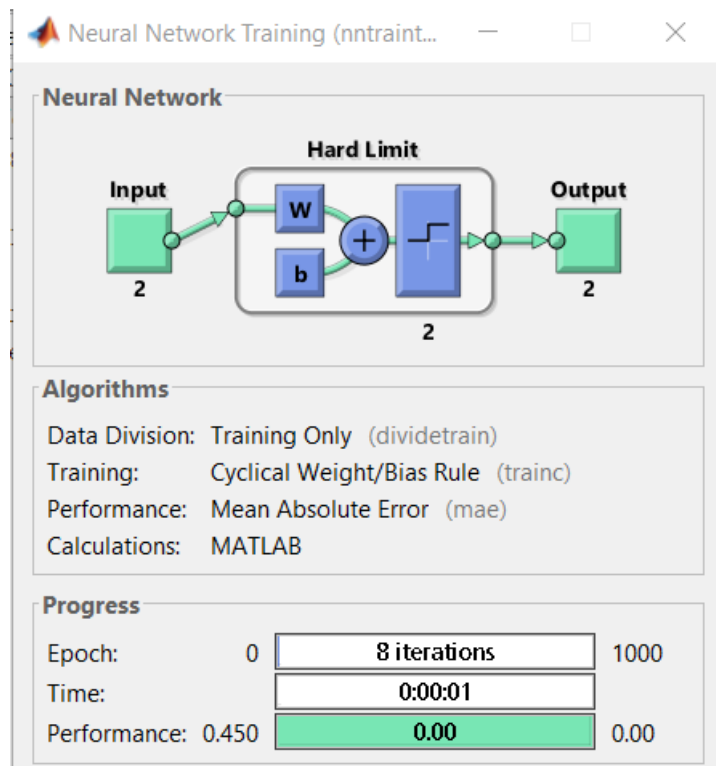 Neural Network Training (nntraint...
Neural Network
Hard Limit
Input
Output
W
b
+
2
2
2
Algorithms
Data Division: Training Only (dividetrain)
Training: Cyclical Weight/Bias Rule (trainc)
Performance: Mean Absolute Error (mae)
Calculations: MATLAB
Progress
Epoch: 0 8 iterations 1000
Time: 0:00:01
Performance: 0.450 0.00 0.00